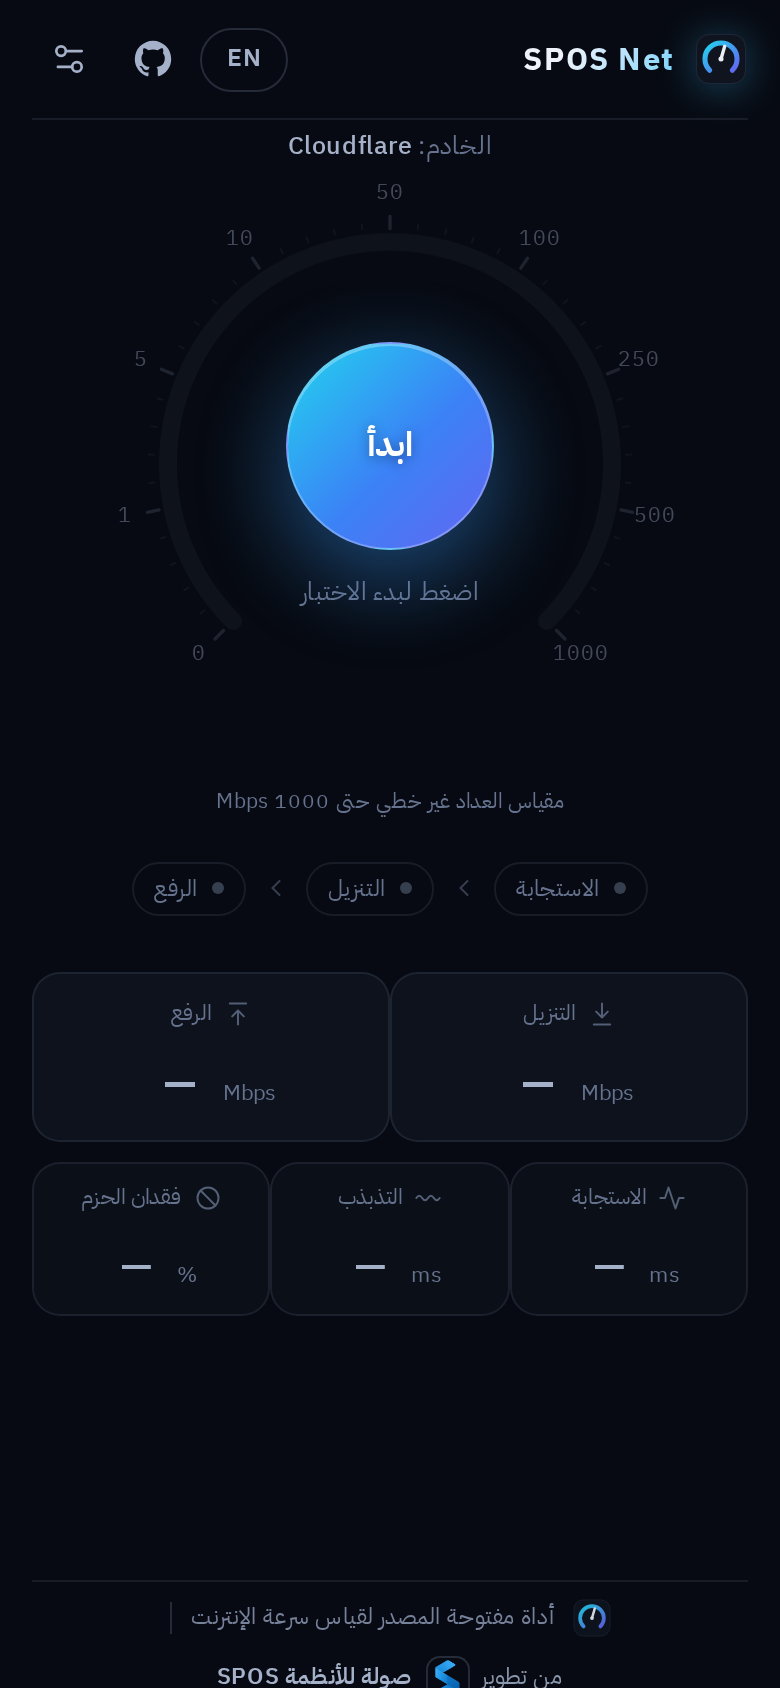 SPOS Net
EN
الخادم: Cloudflare
50
10
100
5
250
1
500
0
1000
ابدأ
اضغط لبدء الاختبار
مقياس العداد غير خطي حتى 1000 Mbps
الاستجابة
التنزيل
الرفع
التنزيل
— Mbps
الرفع
— Mbps
الاستجابة
— ms
التذبذب
— ms
فقدان الحزم
— %
أداة مفتوحة المصدر لقياس سرعة الإنترنت
من تطوير صولة للأنظمة SPOS